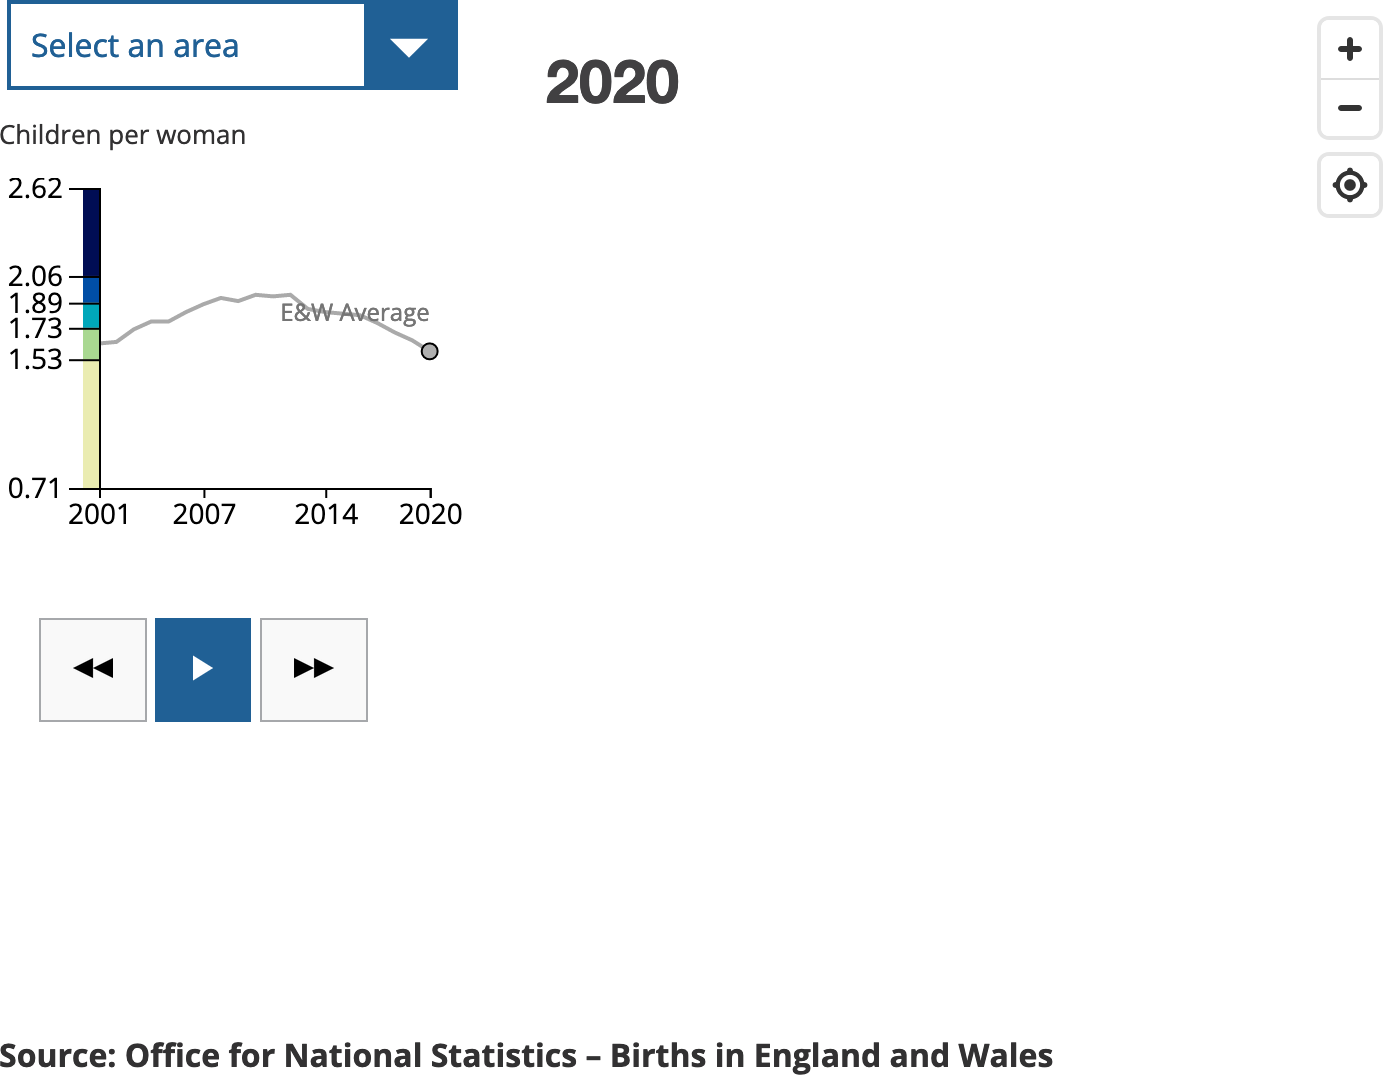 Select an area
2020
Children per woman
2.62
2.06
1.89
1.73
1.53
0.71
E&W Average
2001 2007 2014 2020
Source: Office for National Statistics – Births in England and Wales